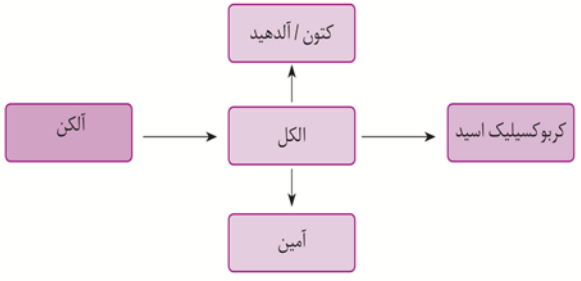 کتون / آلدهید
آلکن
الکل
کربوکسیلیک اسید
آمین